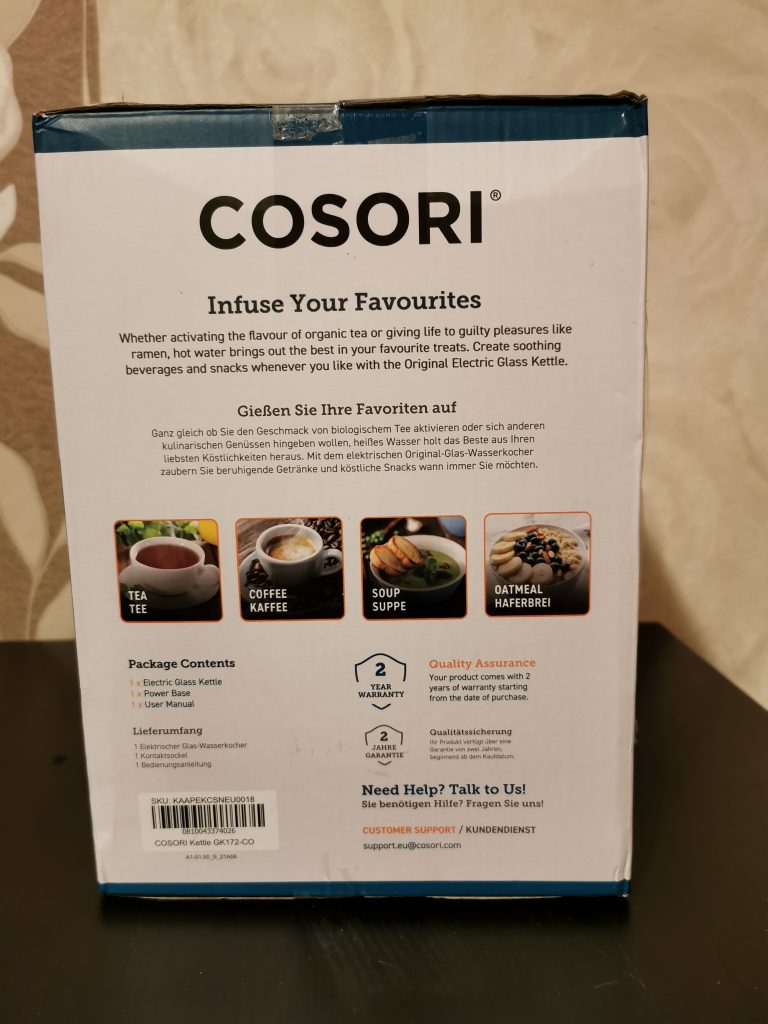 COSORI®
Infuse Your Favourites
Whether activating the flavour of organic tea or giving life to guilty pleasures like
ramen, hot water brings out the best in your favourite treats. Create soothing
beverages and snacks whenever you like with the Original Electric Glass Kettle.
Gießen Sie Ihre Favoriten auf
Ganz gleich ob Sie den Geschmack von biologischem Tee aktivieren oder sich anderen
kulinarischen Genüssen hingeben wollen, heißes Wasser holt das Beste aus Ihren
liebsten Köstlichkeiten heraus. Mit dem elektrischen Original-Glas-Wasserkocher
zaubern Sie beruhigende Getränke und köstliche Snacks wann immer Sie möchten.
TEA
TEE
COFFEE
KAFFEE
SOUP
SUPPE
OATMEAL
HAFERBREI
Package Contents
1 x Electric Glass Kettle
1 x Power Base
1 x User Manual
Lieferumfang
1 Elektrischer Glas-Wasserkocher
1 Kontaktsockel
1 Bedienungsanleitung
2
YEAR
WARRANTY
Quality Assurance
Your product comes with 2
years of warranty starting
from the date of purchase.
2
JAHRE
GARANTIE
Qualitätssicherung
Ihr Produkt verfügt über eine
Garantie von zwei Jahren,
beginnend ab dem Kaufdatum.
Need Help? Talk to Us!
Sie benötigen Hilfe? Fragen Sie uns!
CUSTOMER SUPPORT / KUNDENDIENST
support.eu@cosori.com
SKU: KAAPEKCSNEU0018
0810043374026
COSORI Kettle GK172-CO
A1-01.00_S_21A06